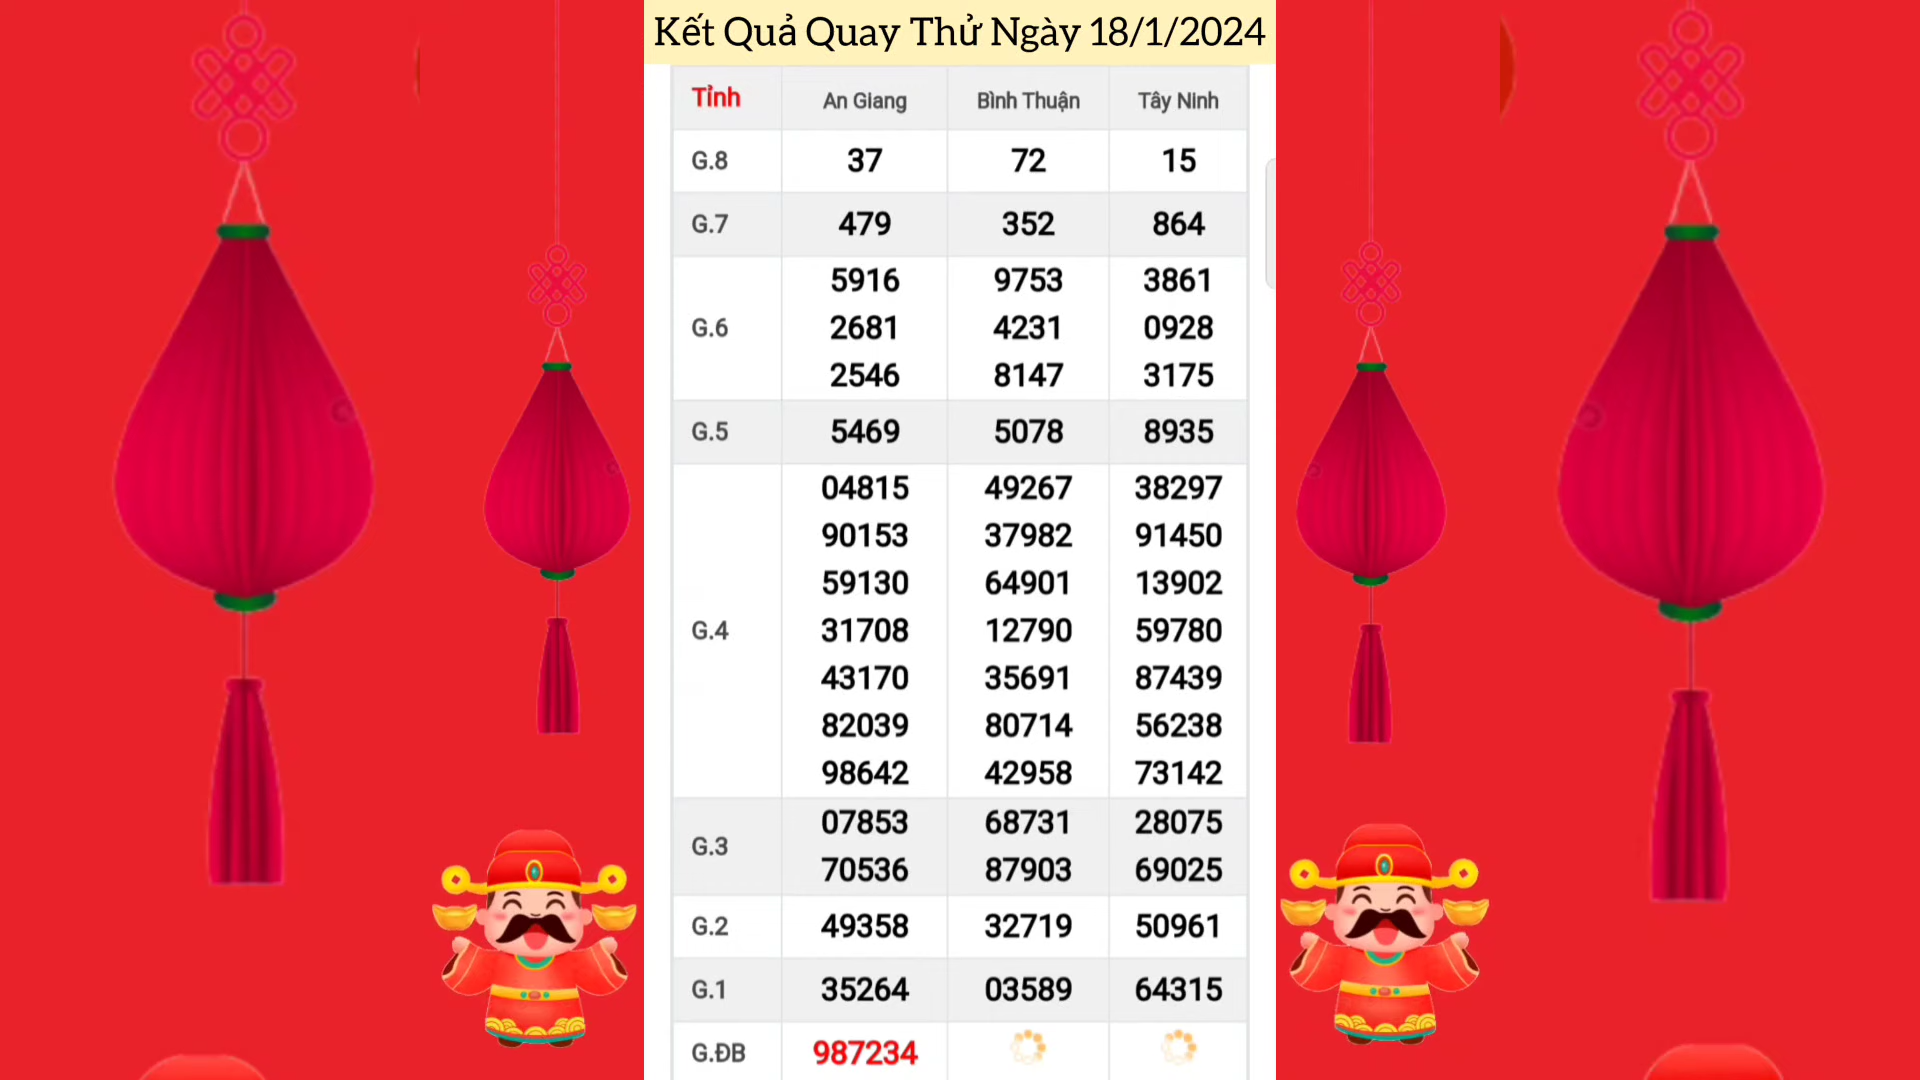 Kết Quả Quay Thử Ngày 18/1/2024
Tỉnh An Giang Bình Thuận Tây Ninh
G.8 37 72 15
G.7 479 352 864
5916 9753 3861
G.6 2681 4231 0928
2546 8147 3175
G.5 5469 5078 8935
04815 49267 38297
90153 37982 91450
59130 64901 13902
G.4 31708 12790 59780
43170 35691 87439
82039 80714 56238
98642 42958 73142
G.3 07853 68731 28075
70536 87903 69025
G.2 49358 32719 50961
G.1 35264 03589 64315
G.ĐB 987234